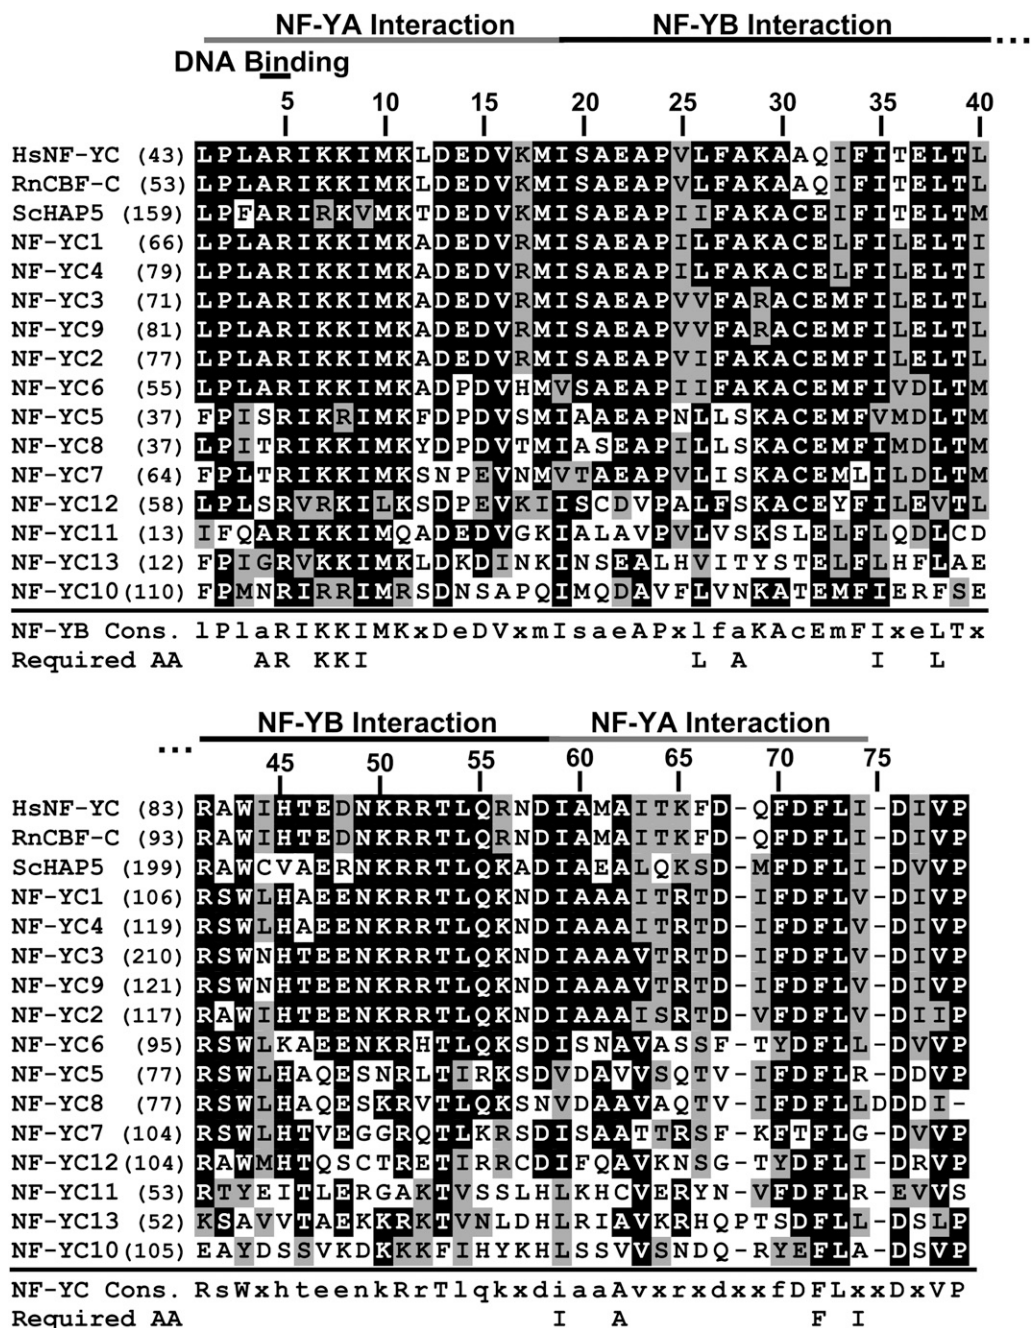 NF-YA Interaction NF-YB Interaction ...
DNA Binding
5 10 15 20 25 30 35 40
HsNF-YC (43) LPLARIKKIMKLDEDVKMISAEAPVLFAKAAQIFITELTL
RnCBF-C (53) LPLARIKKIMKLDEDVKMISAEAPVLFAKAAQIFITELTL
ScHAP5 (159) LPFARIRKVMKTDEDVKMISAEAPIIFAKACEIFITELTM
NF-YC1 (66) LPLARIKKIMKADEDVRMISAEAPILFAKACELFILELTI
NF-YC4 (79) LPLARIKKIMKADEDVRMISAEAPILFAKACELFILELTI
NF-YC3 (71) LPLARIKKIMKADEDVRMISAEAPVVFARACEMFILELTL
NF-YC9 (81) LPLARIKKIMKADEDVRMISAEAPVVFARACEMFILELTL
NF-YC2 (77) LPLARIKKIMKADEDVRMISAEAPVIFAKACEMFILELTL
NF-YC6 (55) LPLARIKKIMKADPDVHMVSAEAPIIFAKACEMFIVDLTM
NF-YC5 (37) FPISRIKRIMKFDPDVSMIAAEAPNLLSKACEMFVMDLTM
NF-YC8 (37) LPITRIKKIMKYDPDVTMIASEAPILLSKACEMFIMDLTM
NF-YC7 (64) FPLTRIKKIMKSNPEVNMVTAEAPVLISKACEMLILDLTM
NF-YC12 (58) LPLSRVRKILKSDPEVKIISCDVPALFSKACEYFILEVTL
NF-YC11 (13) IFQARIKKIMQADEDVGKIALAVPVLVSKSLELFLQDLCD
NF-YC13 (12) FPIGRVKKIMKLDKDINKINSEALHVITYSTELFLHFLAE
NF-YC10(110) FPMNRIRRIMRSDNSAPQIMQDAVFLVNKATEMFIERFSE
NF-YB Cons. lPlaRIKKIMKxDeDVxmIsaeAPxlfaKAcEmFIxeLTx
Required AA AR KKI L A I L
... NF-YB Interaction NF-YA Interaction
45 50 55 60 65 70 75
HsNF-YC (83) RAWIHTEDNKRRTLQRNDIAMAITKFD-QFDFLI-DIVP
RnCBF-C (93) RAWIHTEDNKRRTLQRNDIAMAITKFD-QFDFLI-DIVP
ScHAP5 (199) RAWCVAERNKRRTLQKADIAEALQKSD-MFDFLI-DVVP
NF-YC1 (106) RSWLHAEENKRRTLQKNDIAAAITRTD-IFDFLV-DIVP
NF-YC4 (119) RSWLHAEENKRRTLQKNDIAAAITRTD-IFDFLV-DIVP
NF-YC3 (210) RSWNHTEENKRRTLQKNDIAAAVTRTD-IFDFLV-DIVP
NF-YC9 (121) RSWNHTEENKRRTLQKNDIAAAVTRTD-IFDFLV-DIVP
NF-YC2 (117) RAWIHTEENKRRTLQKNDIAAAISRTD-VFDFLV-DIIP
NF-YC6 (95) RSWLKAEENKRHTLQKSDISNAVASSF-TYDFLL-DVVP
NF-YC5 (77) RSWLHAQESNRLTIRKSDVDAVVSQTV-IFDFLR-DDVP
NF-YC8 (77) RSWLHAQESKRVTLQKSNVDAAVAQTV-IFDFLLDDDI-
NF-YC7 (104) RSWLHTVEGGRQTLKRSDISAATTRSF-KFTFLG-DVVP
NF-YC12(104) RAWMHTQSCTRETIRRCDIFQAVKNSG-TYDFLI-DRVP
NF-YC11 (53) RTYEITLERGAKTVSSLHLKHCVERYN-VFDFLR-EVVS
NF-YC13 (52) KSAVVTAEKKRKTVNLDHLRIAVKRHQPTSDFLL-DSLP
NF-YC10(105) EAYDSSVKDKKKFIHYKHLSSVVSNDQ-RYEFLA-DSVP
NF-YC Cons. RsWxhteenkRrTlqkxdiaaAvxrxdxxfDFLxxDxVP
Required AA I A F I